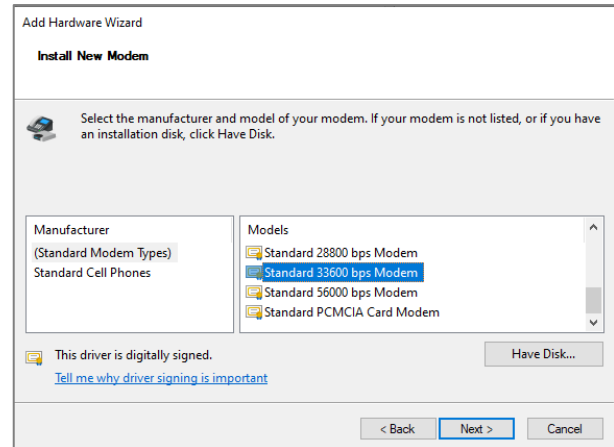 Add Hardware Wizard
Install New Modem
Select the manufacturer and model of your modem. If your modem is not listed, or if you have
an installation disk, click Have Disk.
Manufacturer
(Standard Modem Types)
Standard Cell Phones
Models
Standard 28800 bps Modem
Standard 33600 bps Modem
Standard 56000 bps Modem
Standard PCMCIA Card Modem
This driver is digitally signed.
Tell me why driver signing is important
Have Disk...
< Back
Next >
Cancel